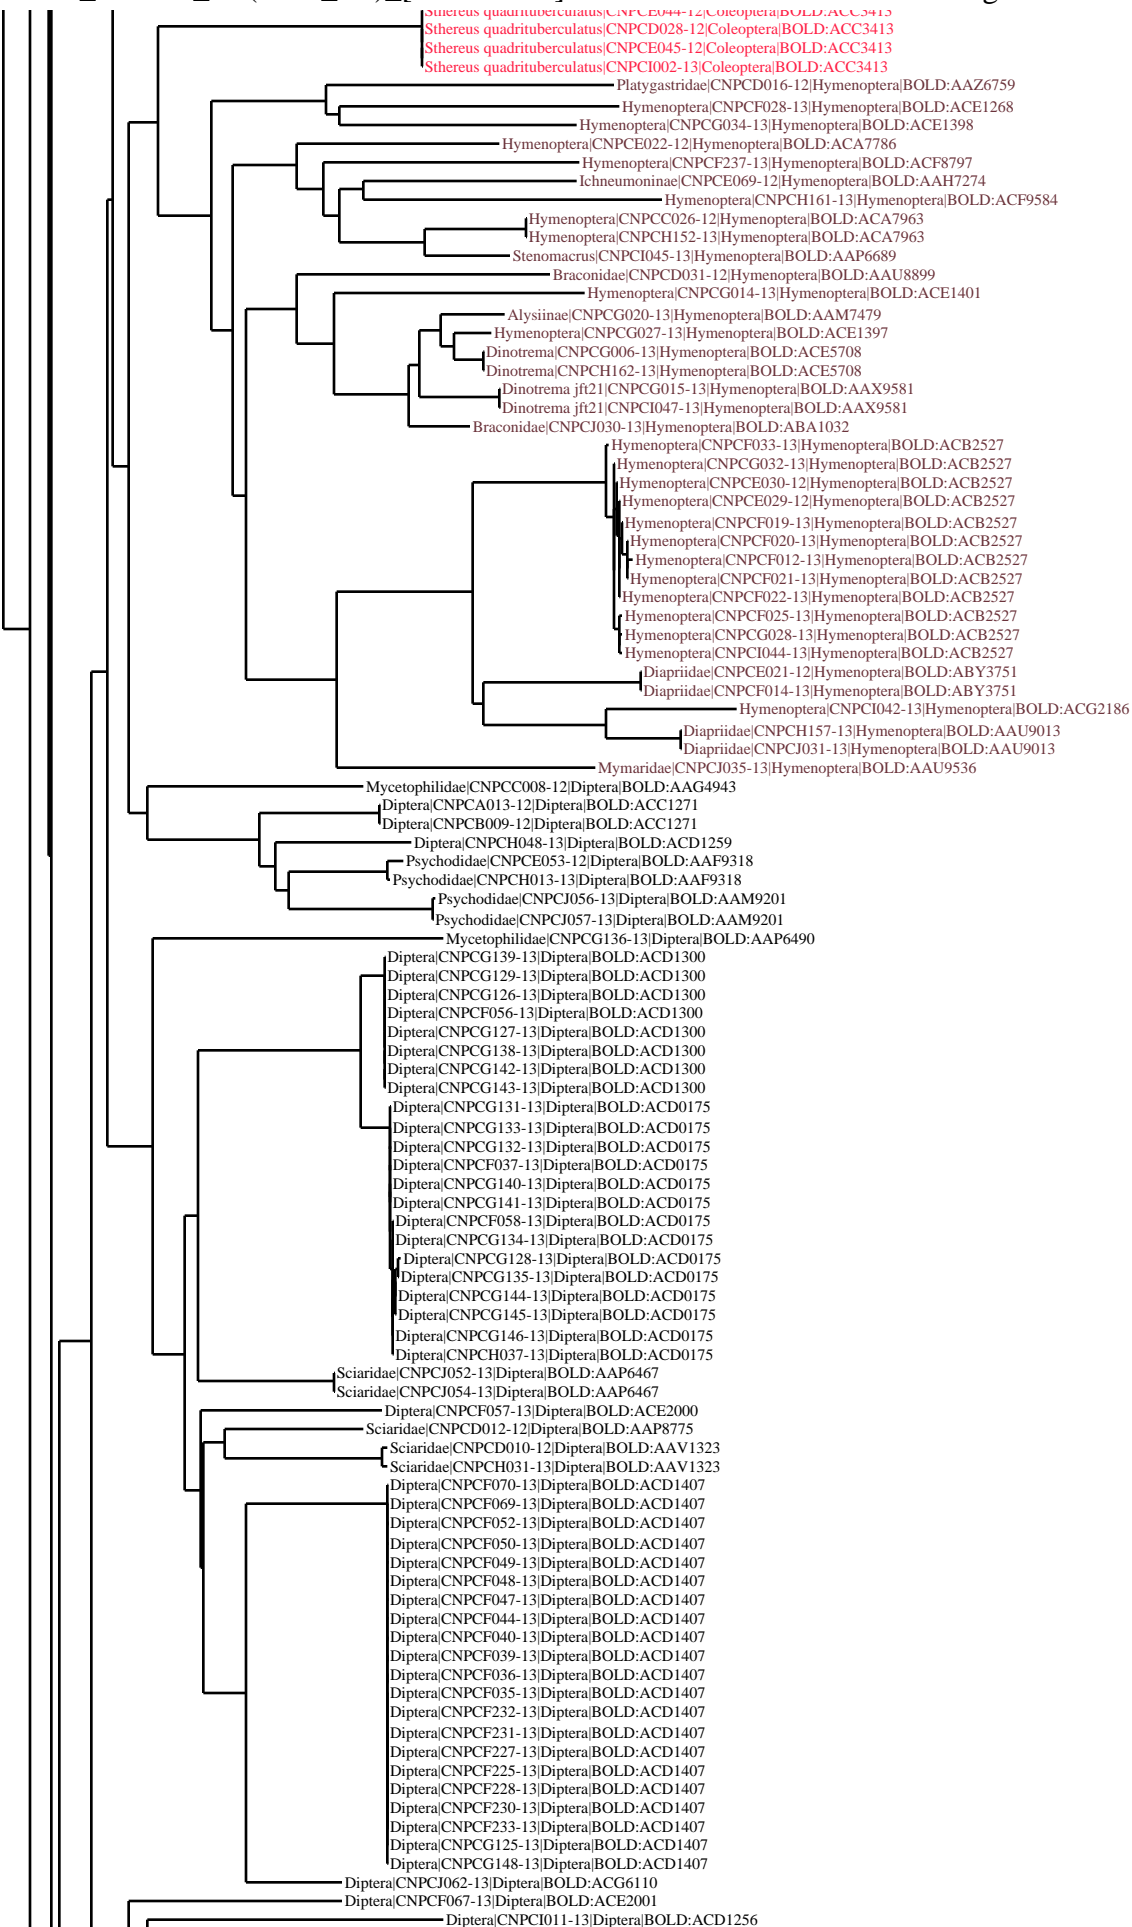 Sthereus quadrituberculatus|CNPCE044-12|Coleoptera|BOLD:ACC3413
Sthereus quadrituberculatus|CNPCD028-12|Coleoptera|BOLD:ACC3413
Sthereus quadrituberculatus|CNPCE045-12|Coleoptera|BOLD:ACC3413
Sthereus quadrituberculatus|CNPCI002-13|Coleoptera|BOLD:ACC3413
Platygastridae|CNPCD016-12|Hymenoptera|BOLD:AAZ6759
Hymenoptera|CNPCF028-13|Hymenoptera|BOLD:ACE1268
Hymenoptera|CNPCG034-13|Hymenoptera|BOLD:ACE1398
Hymenoptera|CNPCE022-12|Hymenoptera|BOLD:ACA7786
Hymenoptera|CNPCF237-13|Hymenoptera|BOLD:ACF8797
Ichneumoninae|CNPCE069-12|Hymenoptera|BOLD:AAH7274
Hymenoptera|CNPCH161-13|Hymenoptera|BOLD:ACF9584
Hymenoptera|CNPCC026-12|Hymenoptera|BOLD:ACA7963
Hymenoptera|CNPCH152-13|Hymenoptera|BOLD:ACA7963
Stenomacrus|CNPCI045-13|Hymenoptera|BOLD:AAP6689
Braconidae|CNPCD031-12|Hymenoptera|BOLD:AAU8899
Hymenoptera|CNPCG014-13|Hymenoptera|BOLD:ACE1401
Alysiinae|CNPCG020-13|Hymenoptera|BOLD:AAM7479
Hymenoptera|CNPCG027-13|Hymenoptera|BOLD:ACE1397
Dinotrema|CNPCG006-13|Hymenoptera|BOLD:ACE5708
Dinotrema|CNPCH162-13|Hymenoptera|BOLD:ACE5708
Dinotrema jft21|CNPCG015-13|Hymenoptera|BOLD:AAX9581
Dinotrema jft21|CNPCI047-13|Hymenoptera|BOLD:AAX9581
Braconidae|CNPCJ030-13|Hymenoptera|BOLD:ABA1032
Hymenoptera|CNPCF033-13|Hymenoptera|BOLD:ACB2527
Hymenoptera|CNPCG032-13|Hymenoptera|BOLD:ACB2527
Hymenoptera|CNPCE030-12|Hymenoptera|BOLD:ACB2527
Hymenoptera|CNPCE029-12|Hymenoptera|BOLD:ACB2527
Hymenoptera|CNPCF019-13|Hymenoptera|BOLD:ACB2527
Hymenoptera|CNPCF020-13|Hymenoptera|BOLD:ACB2527
Hymenoptera|CNPCF012-13|Hymenoptera|BOLD:ACB2527
Hymenoptera|CNPCF021-13|Hymenoptera|BOLD:ACB2527
Hymenoptera|CNPCF022-13|Hymenoptera|BOLD:ACB2527
Hymenoptera|CNPCF025-13|Hymenoptera|BOLD:ACB2527
Hymenoptera|CNPCG028-13|Hymenoptera|BOLD:ACB2527
Hymenoptera|CNPCI044-13|Hymenoptera|BOLD:ACB2527
Diapriidae|CNPCE021-12|Hymenoptera|BOLD:ABY3751
Diapriidae|CNPCF014-13|Hymenoptera|BOLD:ABY3751
Hymenoptera|CNPCI042-13|Hymenoptera|BOLD:ACG2186
Diapriidae|CNPCH157-13|Hymenoptera|BOLD:AAU9013
Diapriidae|CNPCJ031-13|Hymenoptera|BOLD:AAU9013
Mymaridae|CNPCJ035-13|Hymenoptera|BOLD:AAU9536
Mycetophilidae|CNPCC008-12|Diptera|BOLD:AAG4943
Diptera|CNPCA013-12|Diptera|BOLD:ACC1271
Diptera|CNPCB009-12|Diptera|BOLD:ACC1271
Diptera|CNPCH048-13|Diptera|BOLD:ACD1259
Psychodidae|CNPCE053-12|Diptera|BOLD:AAF9318
Psychodidae|CNPCH013-13|Diptera|BOLD:AAF9318
Psychodidae|CNPCJ056-13|Diptera|BOLD:AAM9201
Psychodidae|CNPCJ057-13|Diptera|BOLD:AAM9201
Mycetophilidae|CNPCG136-13|Diptera|BOLD:AAP6490
Diptera|CNPCG139-13|Diptera|BOLD:ACD1300
Diptera|CNPCG129-13|Diptera|BOLD:ACD1300
Diptera|CNPCG126-13|Diptera|BOLD:ACD1300
Diptera|CNPCF056-13|Diptera|BOLD:ACD1300
Diptera|CNPCG127-13|Diptera|BOLD:ACD1300
Diptera|CNPCG138-13|Diptera|BOLD:ACD1300
Diptera|CNPCG142-13|Diptera|BOLD:ACD1300
Diptera|CNPCG143-13|Diptera|BOLD:ACD1300
Diptera|CNPCG131-13|Diptera|BOLD:ACD0175
Diptera|CNPCG133-13|Diptera|BOLD:ACD0175
Diptera|CNPCG132-13|Diptera|BOLD:ACD0175
Diptera|CNPCF037-13|Diptera|BOLD:ACD0175
Diptera|CNPCG140-13|Diptera|BOLD:ACD0175
Diptera|CNPCG141-13|Diptera|BOLD:ACD0175
Diptera|CNPCF058-13|Diptera|BOLD:ACD0175
Diptera|CNPCG134-13|Diptera|BOLD:ACD0175
Diptera|CNPCG128-13|Diptera|BOLD:ACD0175
Diptera|CNPCG135-13|Diptera|BOLD:ACD0175
Diptera|CNPCG144-13|Diptera|BOLD:ACD0175
Diptera|CNPCG145-13|Diptera|BOLD:ACD0175
Diptera|CNPCG146-13|Diptera|BOLD:ACD0175
Diptera|CNPCH037-13|Diptera|BOLD:ACD0175
Sciaridae|CNPCJ052-13|Diptera|BOLD:AAP6467
Sciaridae|CNPCJ054-13|Diptera|BOLD:AAP6467
Diptera|CNPCF057-13|Diptera|BOLD:ACE2000
Sciaridae|CNPCD012-12|Diptera|BOLD:AAP8775
Sciaridae|CNPCD010-12|Diptera|BOLD:AAV1323
Sciaridae|CNPCH031-13|Diptera|BOLD:AAV1323
Diptera|CNPCF070-13|Diptera|BOLD:ACD1407
Diptera|CNPCF069-13|Diptera|BOLD:ACD1407
Diptera|CNPCF052-13|Diptera|BOLD:ACD1407
Diptera|CNPCF050-13|Diptera|BOLD:ACD1407
Diptera|CNPCF049-13|Diptera|BOLD:ACD1407
Diptera|CNPCF048-13|Diptera|BOLD:ACD1407
Diptera|CNPCF047-13|Diptera|BOLD:ACD1407
Diptera|CNPCF044-13|Diptera|BOLD:ACD1407
Diptera|CNPCF040-13|Diptera|BOLD:ACD1407
Diptera|CNPCF039-13|Diptera|BOLD:ACD1407
Diptera|CNPCF036-13|Diptera|BOLD:ACD1407
Diptera|CNPCF035-13|Diptera|BOLD:ACD1407
Diptera|CNPCF232-13|Diptera|BOLD:ACD1407
Diptera|CNPCF231-13|Diptera|BOLD:ACD1407
Diptera|CNPCF227-13|Diptera|BOLD:ACD1407
Diptera|CNPCF225-13|Diptera|BOLD:ACD1407
Diptera|CNPCF228-13|Diptera|BOLD:ACD1407
Diptera|CNPCF230-13|Diptera|BOLD:ACD1407
Diptera|CNPCF233-13|Diptera|BOLD:ACD1407
Diptera|CNPCG125-13|Diptera|BOLD:ACD1407
Diptera|CNPCG148-13|Diptera|BOLD:ACD1407
Diptera|CNPCJ062-13|Diptera|BOLD:ACG6110
Diptera|CNPCF067-13|Diptera|BOLD:ACE2001
Diptera|CNPCI011-13|Diptera|BOLD:ACD1256